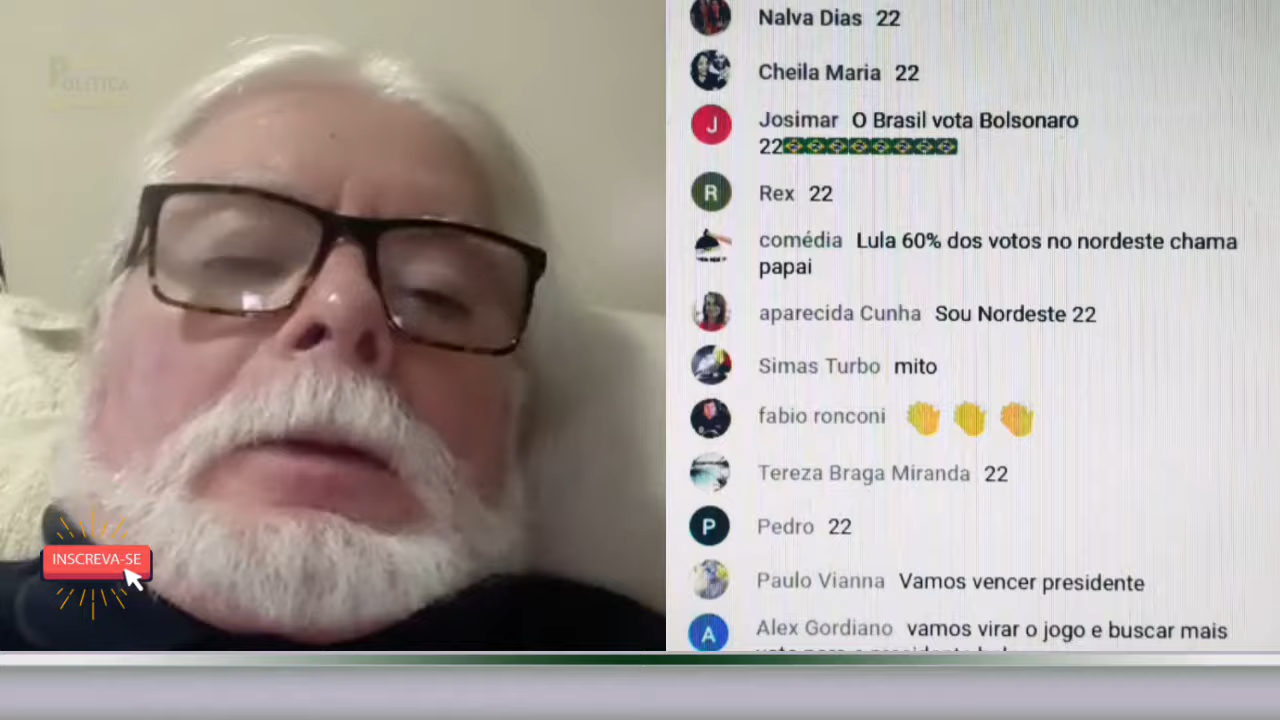 POLÍTICA
INSCREVA-SE
Nalva Dias 22
Cheila Maria 22
J Josimar O Brasil vota Bolsonaro
22🇧🇷🇧🇷🇧🇷🇧🇷🇧🇷🇧🇷🇧🇷
R Rex 22
comédia Lula 60% dos votos no nordeste chama
papai
aparecida Cunha Sou Nordeste 22
Simas Turbo mito
fabio ronconi 👏 👏 👏
Tereza Braga Miranda 22
P Pedro 22
Paulo Vianna Vamos vencer presidente
A Alex Gordiano vamos virar o jogo e buscar mais